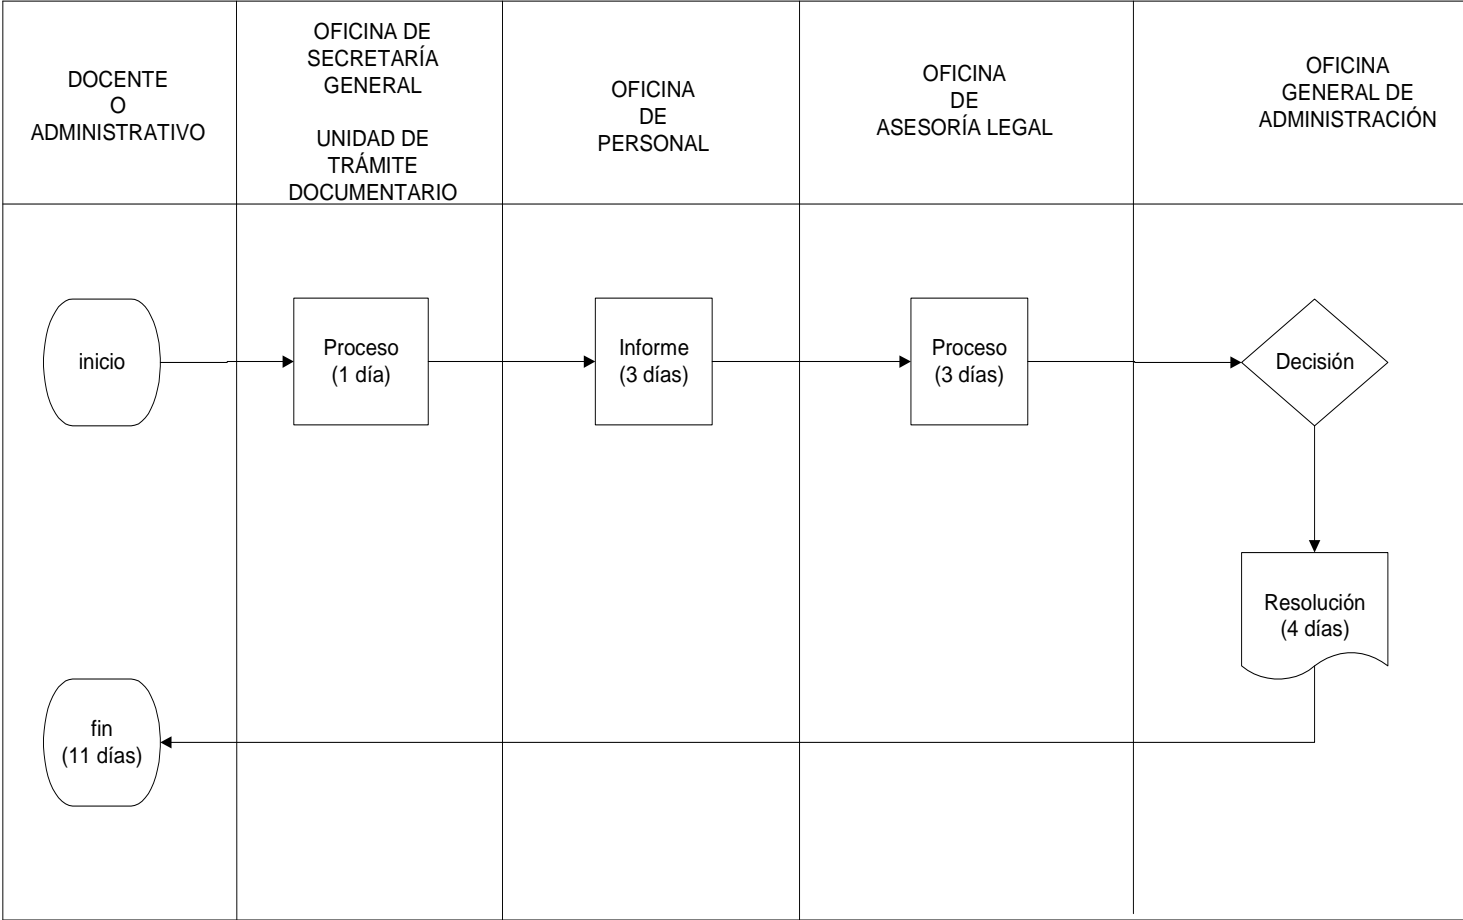 DOCENTE
O
ADMINISTRATIVO
OFICINA DE
SECRETARÍA
GENERAL
UNIDAD DE
TRÁMITE
DOCUMENTARIO
OFICINA
DE
PERSONAL
OFICINA
DE
ASESORÍA LEGAL
OFICINA
GENERAL DE
ADMINISTRACIÓN
inicio
Proceso
(1 día)
Informe
(3 días)
Proceso
(3 días)
Decisión
Resolución
(4 días)
fin
(11 días)